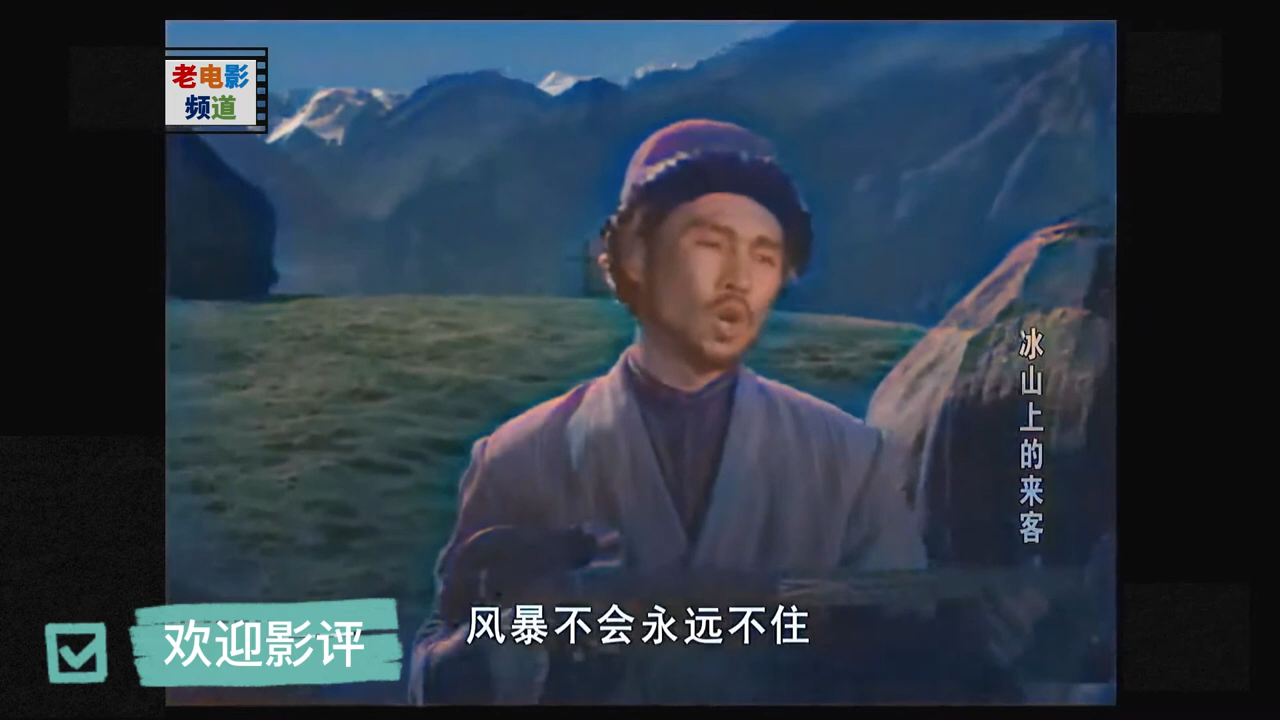 老电影
频道
冰山上的来客
风暴不会永远不住
欢迎影评